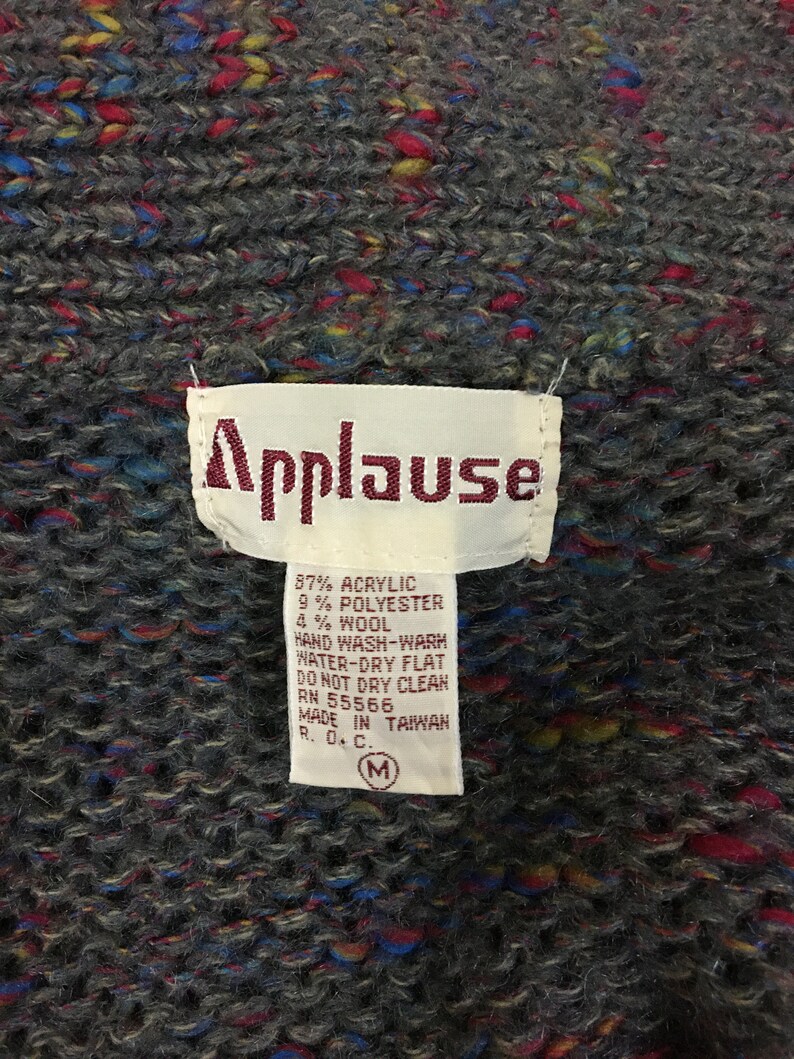 Applause
87% ACRYLIC
9% POLYESTER
4% WOOL
HAND WASH-WARM
WATER-DRY FLAT
DO NOT DRY CLEAN
RN 55566
MADE IN TAIWAN
R. O. C.
M